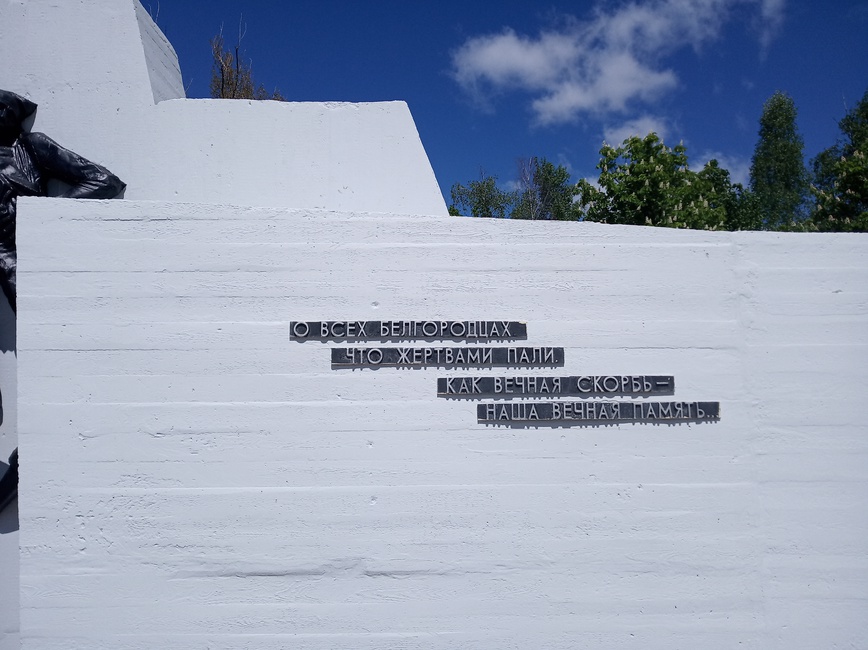 О ВСЕХ БЕЛГОРОДЦАХ
ЧТО ЖЕРТВАМИ ПАЛИ.
КАК ВЕЧНАЯ СКОРБЬ—
НАША ВЕЧНАЯ ПАМЯТЬ...